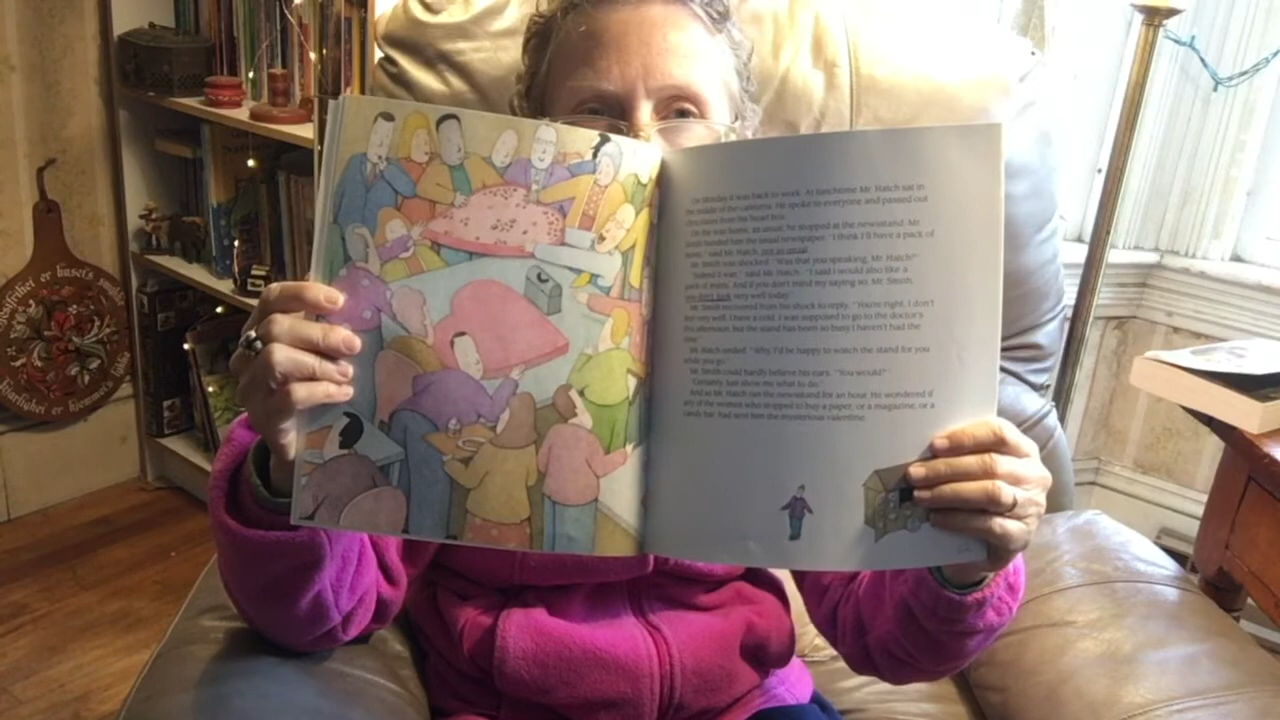 On Monday it was back to work. At lunchtime Mr. Hatch sat in
the middle of the cafeteria. He spoke to everyone and passed out
chocolates from his heart box.
On the way home, as usual, he stopped at the newsstand. Mr.
Smith handed him the usual newspaper. "I think I'll have a pack of
mints," said Mr. Hatch, not as usual.
Mr. Smith was shocked. "Was that you speaking, Mr. Hatch?"
"Indeed it was," said Mr. Hatch. "I said I would also like a
pack of mints. And if you don't mind my saying so, Mr. Smith,
you don't look very well today."
Mr. Smith recovered from his shock to reply. "You're right. I don't
feel very well. I have a cold. I was supposed to go to the doctor's
this afternoon, but the stand has been so busy I haven't had the
time."
Mr. Hatch smiled. "Why, I'd be happy to watch the stand for you
while you go."
Mr. Smith could hardly believe his ears. "You would?"
"Certainly. Just show me what to do."
And so Mr. Hatch ran the newsstand for an hour. He wondered if
any of the women who stopped to buy a paper, or a magazine, or a
candy bar had sent him the mysterious valentine.